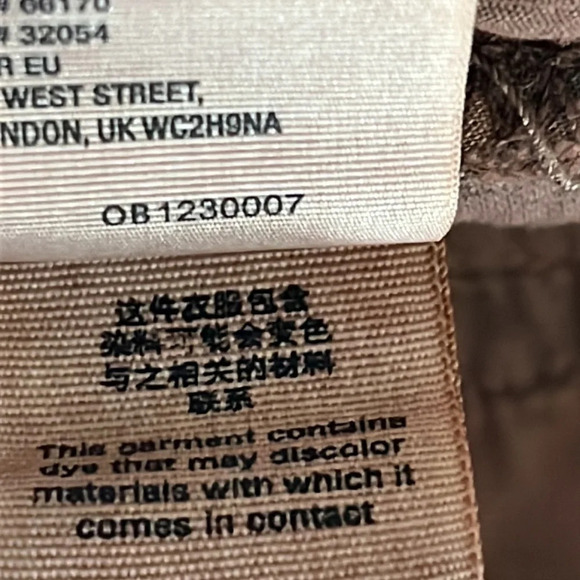 # 66170
# 32054
R EU
WEST STREET,
NDON, UK WC2H9NA
OB1230007
这件衣服包含
染料可能会变色
与之相关的材料
联系
This garment contains
dye that may discolor
materials with which it
comes in contact